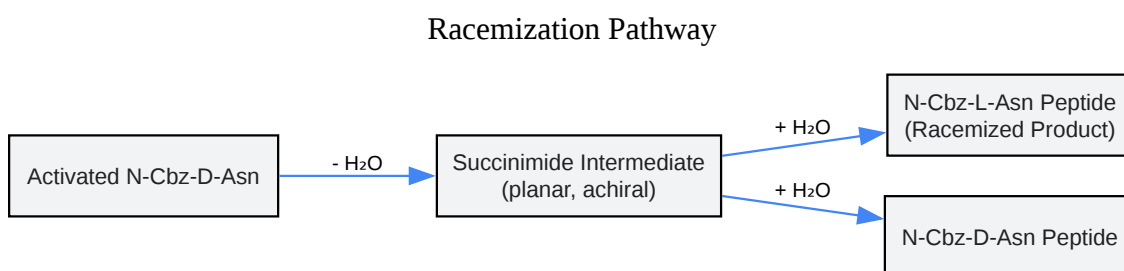 Racemization Pathway
Activated N-Cbz-D-Asn
- H₂O
Succinimide Intermediate
(planar, achiral)
+ H₂O
N-Cbz-L-Asn Peptide
(Racemized Product)
+ H₂O
N-Cbz-D-Asn Peptide